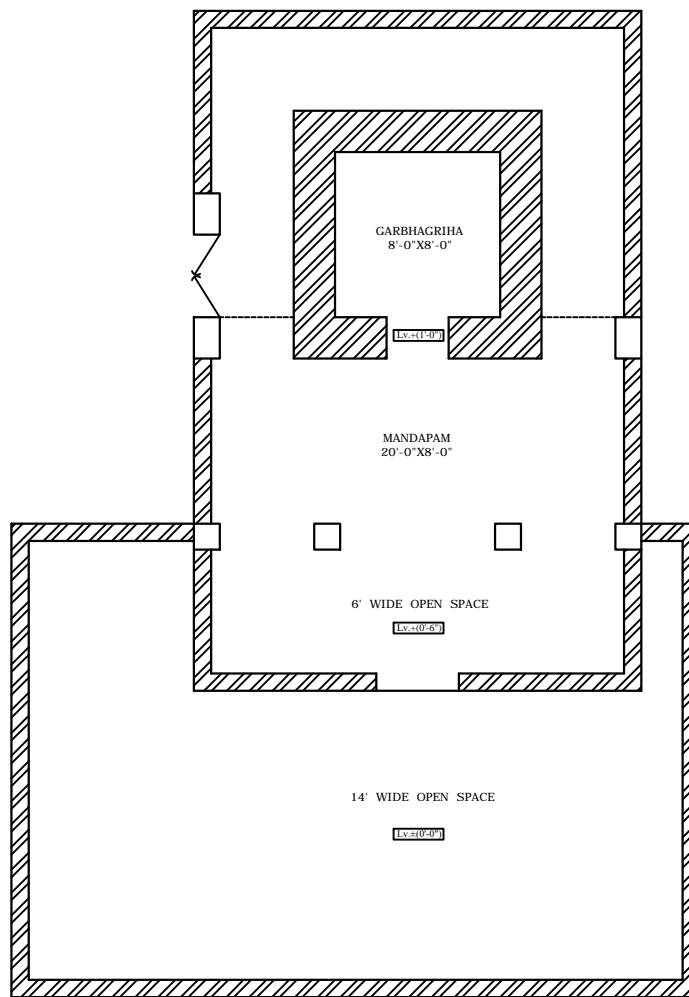 GARBHAGRIHA
8'-0"X8'-0"
Lv.+(1'-0")
MANDAPAM
20'-0"X8'-0"
6' WIDE OPEN SPACE
Lv.+(0'-6")
14' WIDE OPEN SPACE
Lv.±(0'-0")